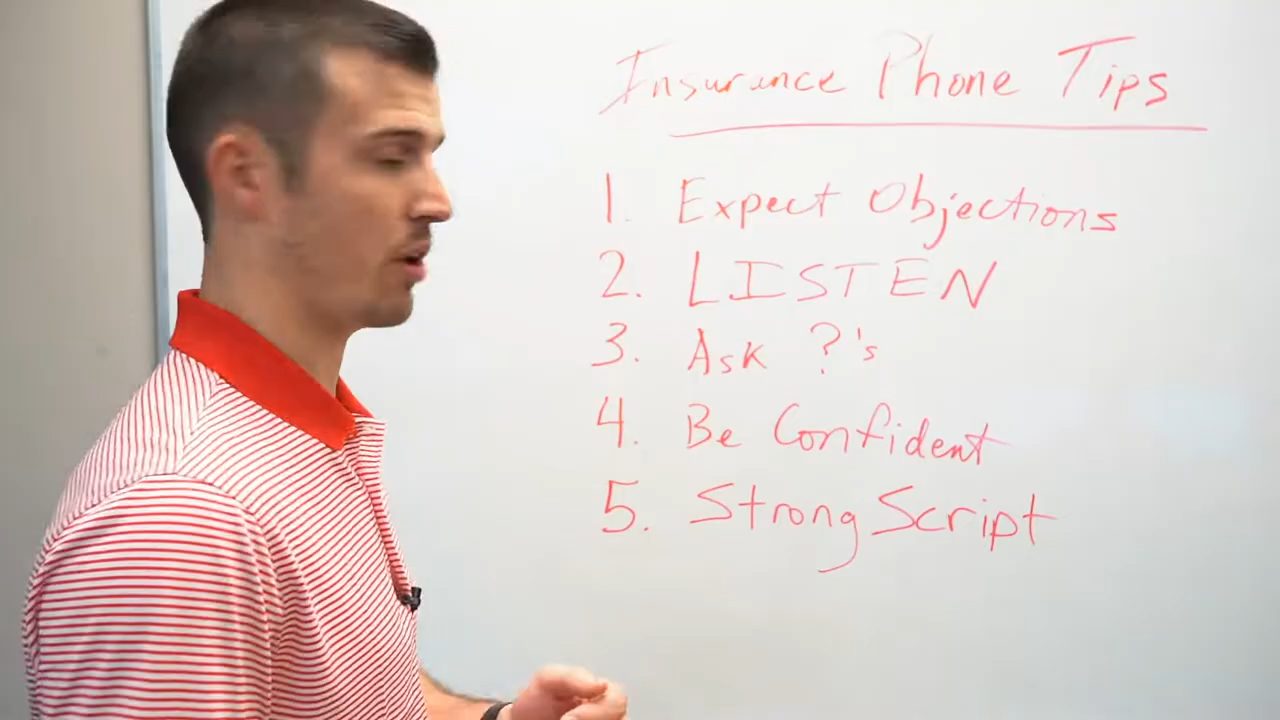 Insurance Phone Tips
1. Expect Objections
2. LISTEN
3. Ask ?'s
4. Be Confident
5. Strong Script